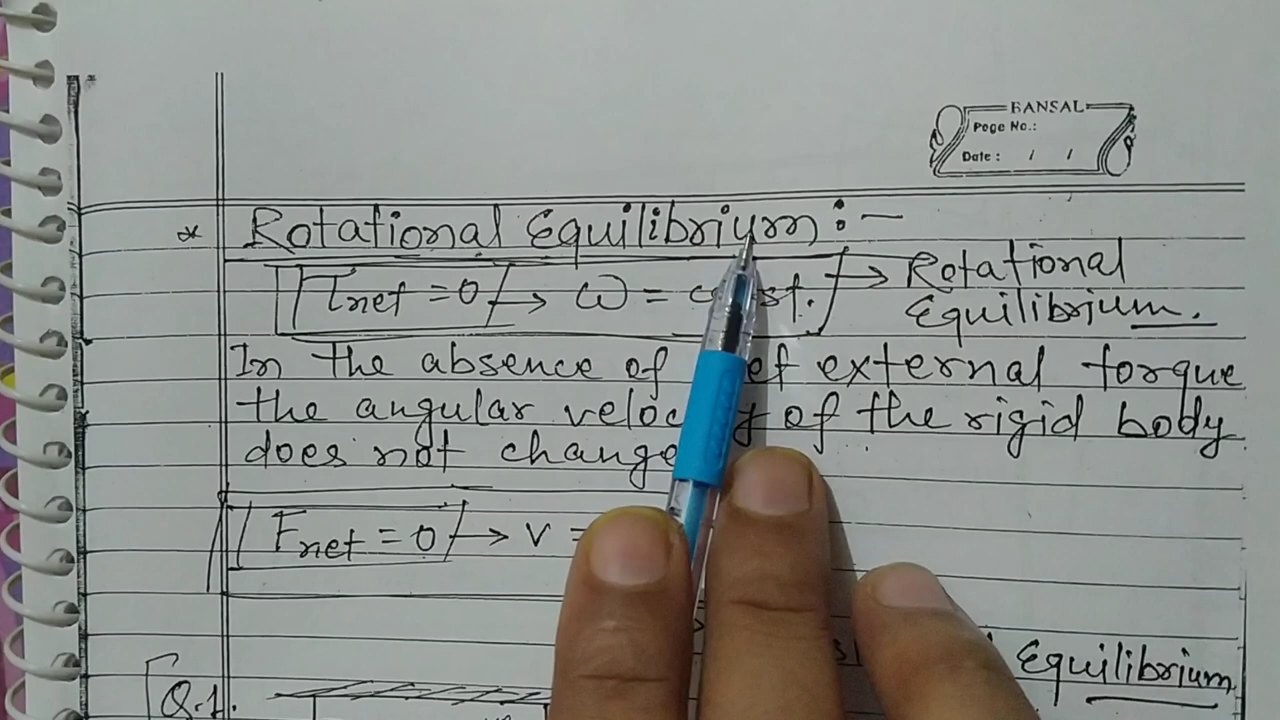 BANSAL
Page No.:
Date : / /
* Rotational Equilibrium :-
τnet = 0 → ω = const. → Rotational
Equilibrium.
In the absence of external torque
the angular velocity of the rigid body
does not change
Fnet = 0 → v =
Equilibrium
Q.1.